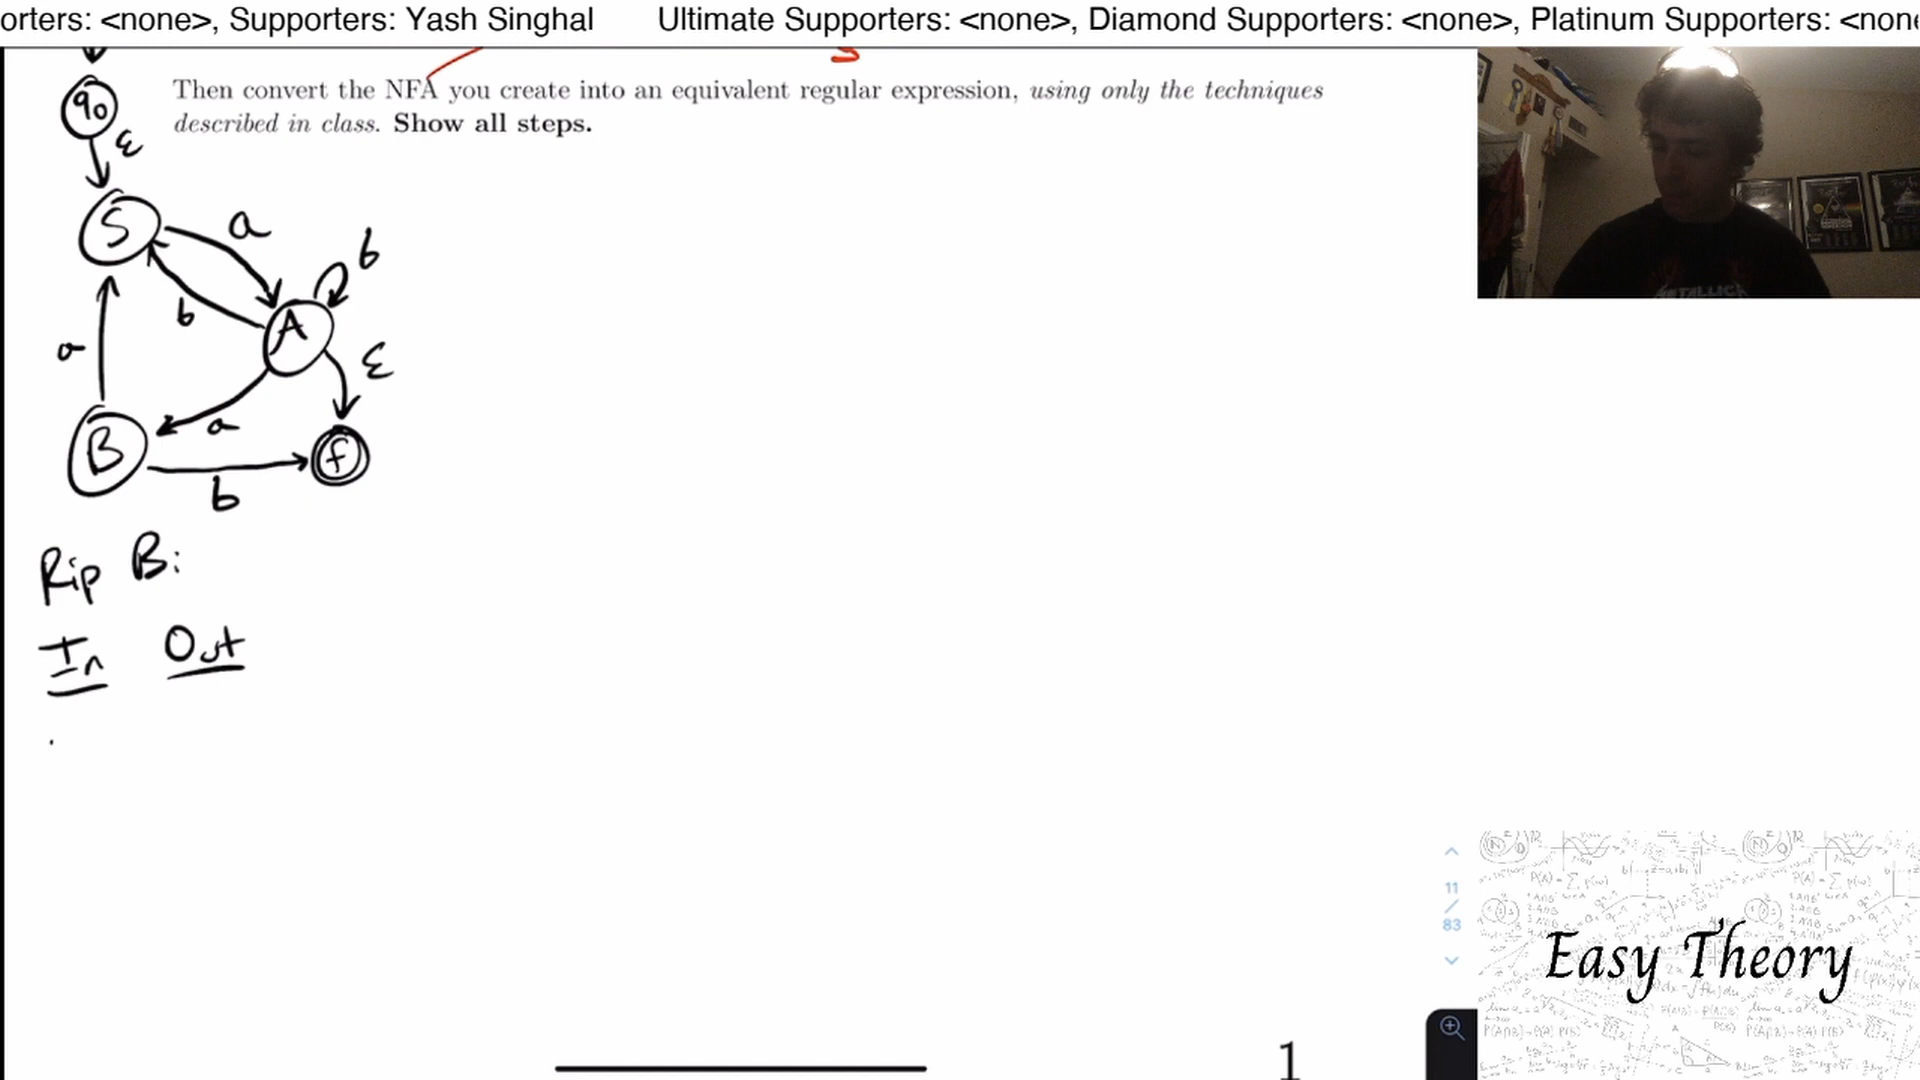 orters: <none>, Supporters: Yash Singhal Ultimate Supporters: <none>, Diamond Supporters: <none>, Platinum Supporters: <none
Then convert the NFA you create into an equivalent regular expression, using only the techniques
described in class. Show all steps.
q0
ε
S
a
b
b
A
a
ε
a
B
f
b
Rip B:
In Out
METALLICA
11
/
83
Easy Theory
1